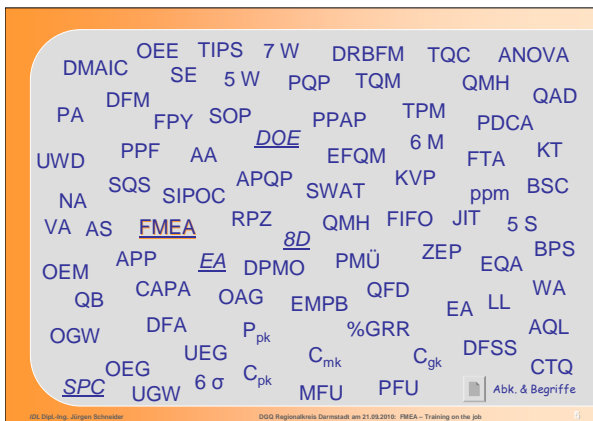 OEE TIPS 7 W DRBFM TQC ANOVA
DMAIC SE 5 W PQP TQM QMH QAD
PA DFM FPY SOP DOE PPAP TPM PDCA
UWD PPF AA EFQM 6 M FTA KT
NA SQS SIPOC APQP SWAT KVP ppm BSC
VA AS FMEA RPZ 8D QMH FIFO JIT 5 S
OEM APP EA DPMO PMÜ ZEP EQA BPS
QB CAPA OAG EMPB QFD EA LL WA
OGW DFA Ppk %GRR AQL
OEG UEG Cmk Cgk DFSS CTQ
SPC UGW 6 σ Cpk MFU PFU Abk. & Begriffe
IDL Dipl.-Ing. Jürgen Schneider DGQ Regionalkreis Darmstadt am 21.09.2010: FMEA – Training on the job